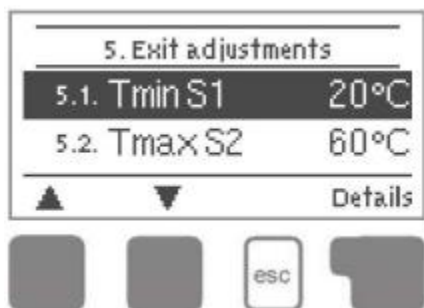 5. Exit adjustments
5.1. Tmin S1 20°C
5.2. Tmax S2 60°C
▲ ▼ Details
esc